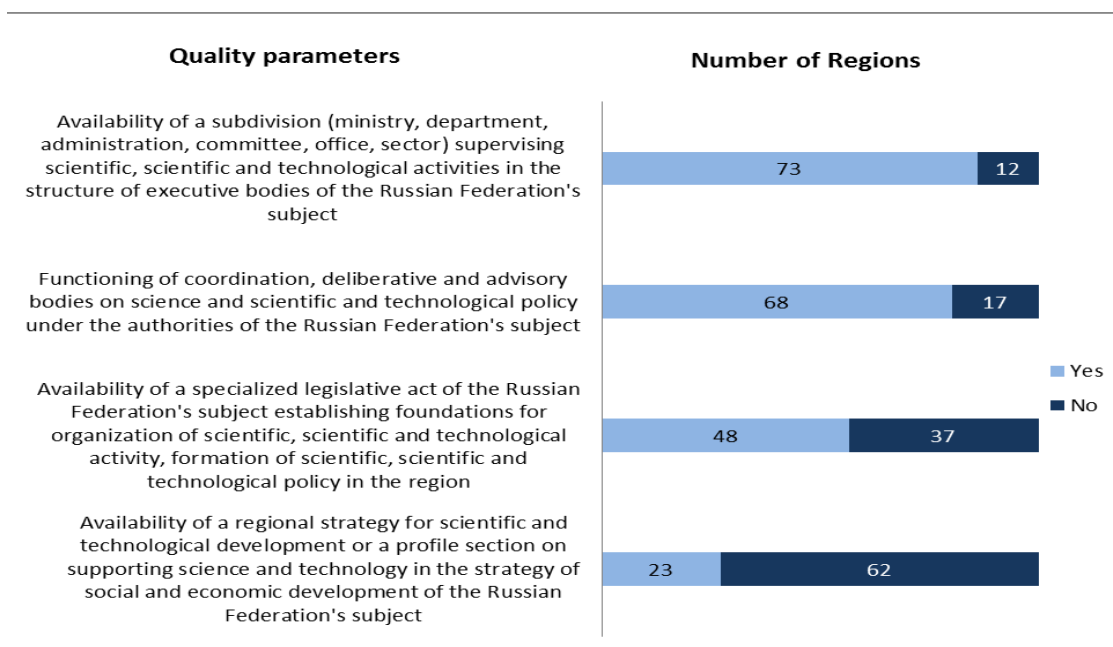 Quality parameters
Number of Regions
Availability of a subdivision (ministry, department,
administration, committee, office, sector) supervising
scientific, scientific and technological activities in the
structure of executive bodies of the Russian Federation's
subject
73
12
Functioning of coordination, deliberative and advisory
bodies on science and scientific and technological policy
under the authorities of the Russian Federation's subject
68
17
Availability of a specialized legislative act of the Russian
Federation's subject establishing foundations for
organization of scientific, scientific and technological
activity, formation of scientific, scientific and
technological policy in the region
48
37
Availability of a regional strategy for scientific and
technological development or a profile section on
supporting science and technology in the strategy of
social and economic development of the Russian
Federation's subject
23
62
Yes
No